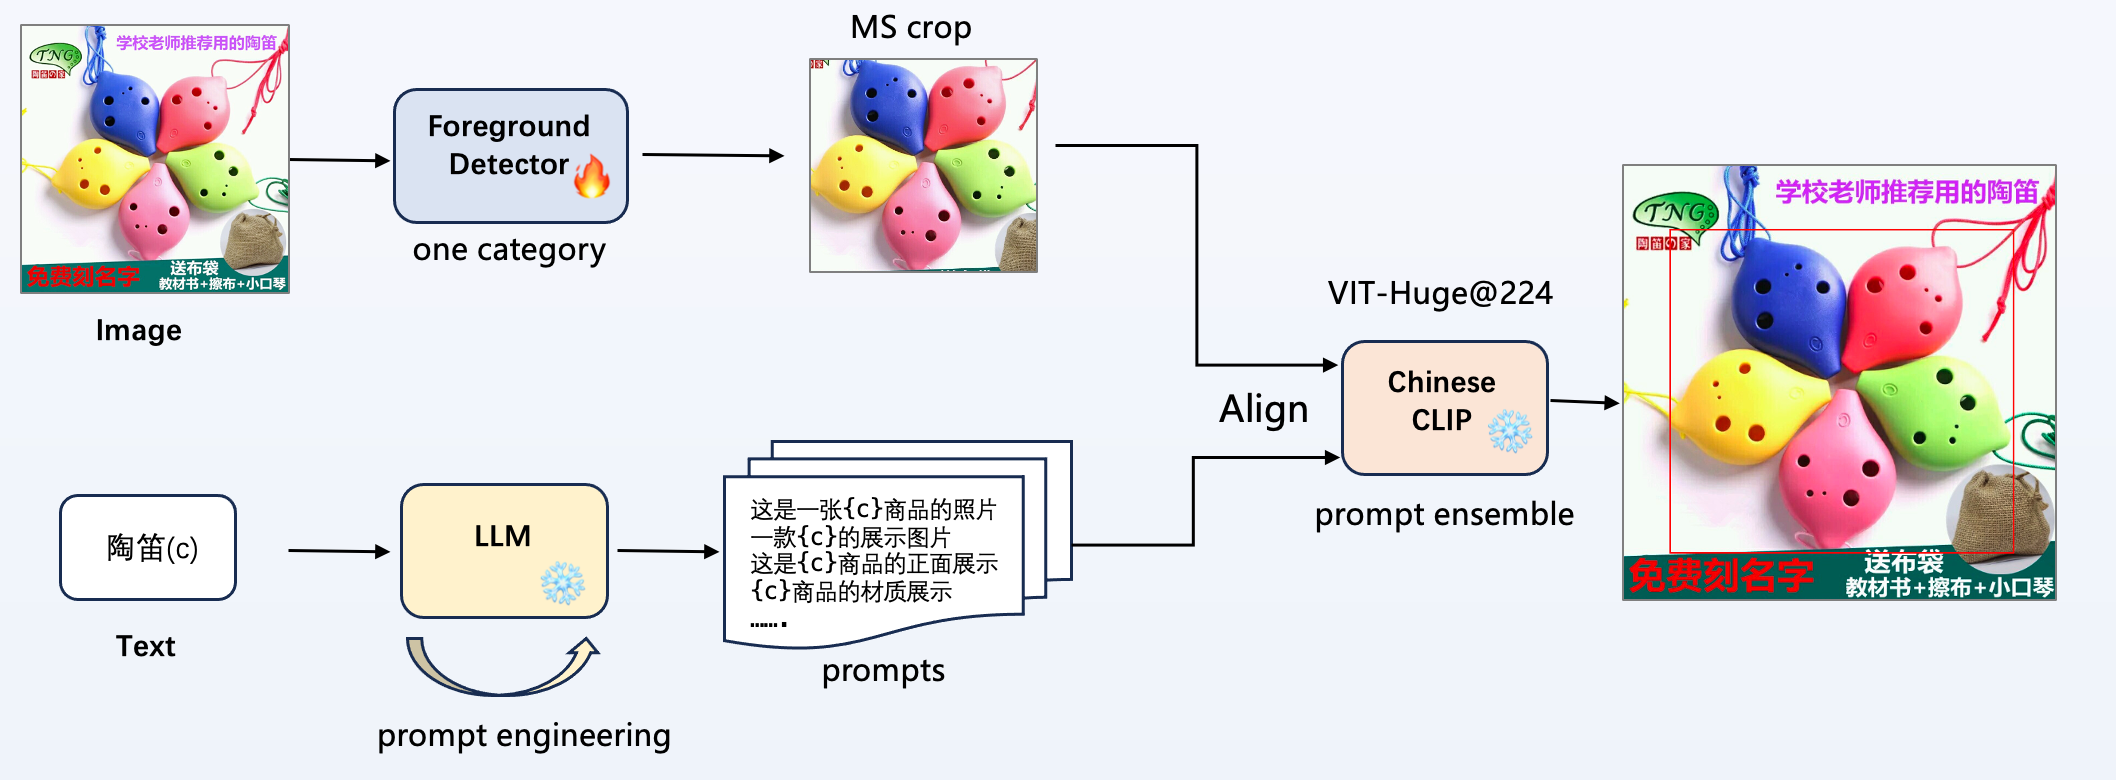 MS crop
学校老师推荐用的陶笛
TNG
陶笛の家
免费刻名字
送布袋
教材书+擦布+小口琴
Image
Foreground
Detector
one category
VIT-Huge@224
Align
Chinese
CLIP
prompt ensemble
陶笛(c)
Text
LLM
prompt engineering
这是一张{c}商品的照片
一款{c}的展示图片
这是{c}商品的正面展示
{c}商品的材质展示
…….
prompts
学校老师推荐用的陶笛
TNG
陶笛の家
免费刻名字
送布袋
教材书+擦布+小口琴